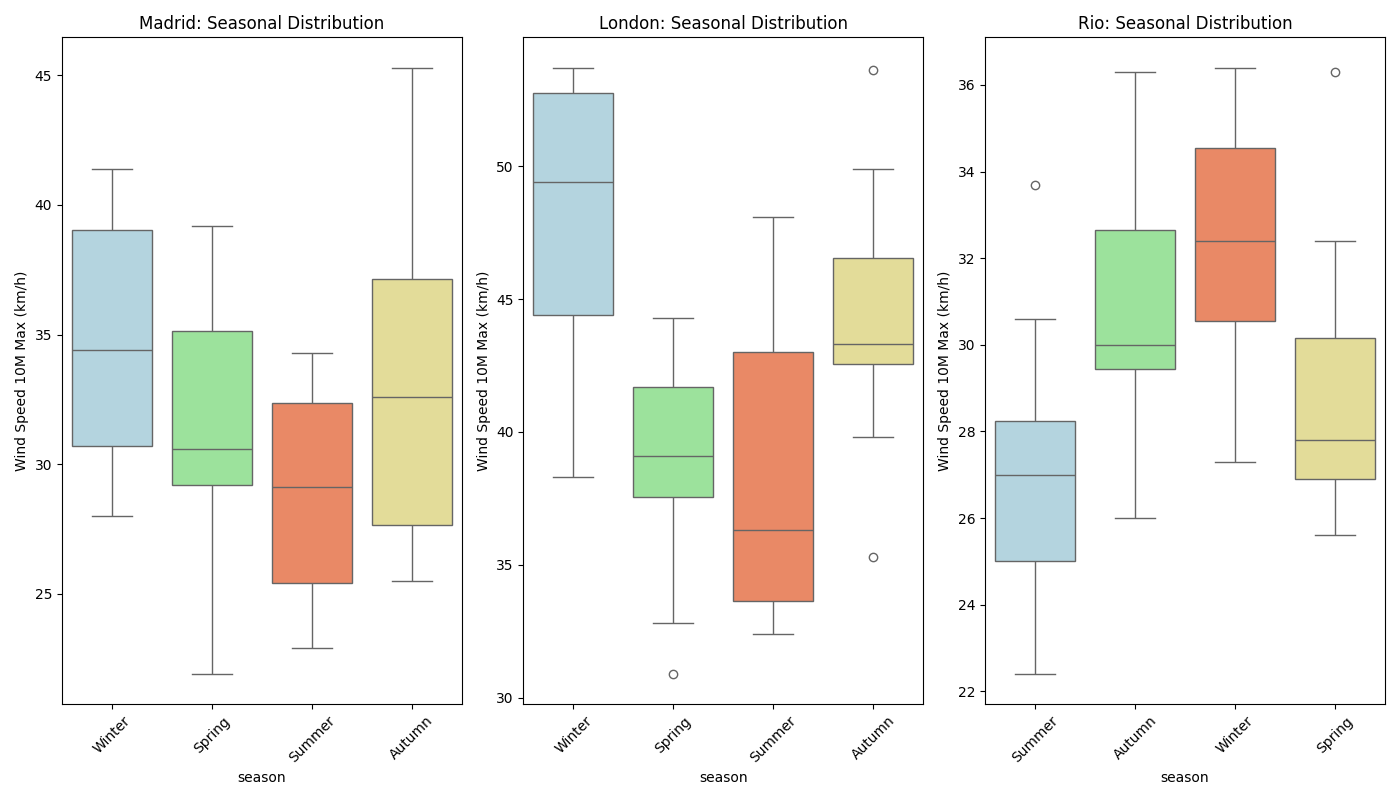 Madrid: Seasonal Distribution
Wind Speed 10M Max (km/h)
45
40
35
30
25
Winter
Spring
Summer
Autumn
season
London: Seasonal Distribution
Wind Speed 10M Max (km/h)
50
45
40
35
30
Winter
Spring
Summer
Autumn
season
Rio: Seasonal Distribution
Wind Speed 10M Max (km/h)
36
34
32
30
28
26
24
22
Summer
Autumn
Winter
Spring
season